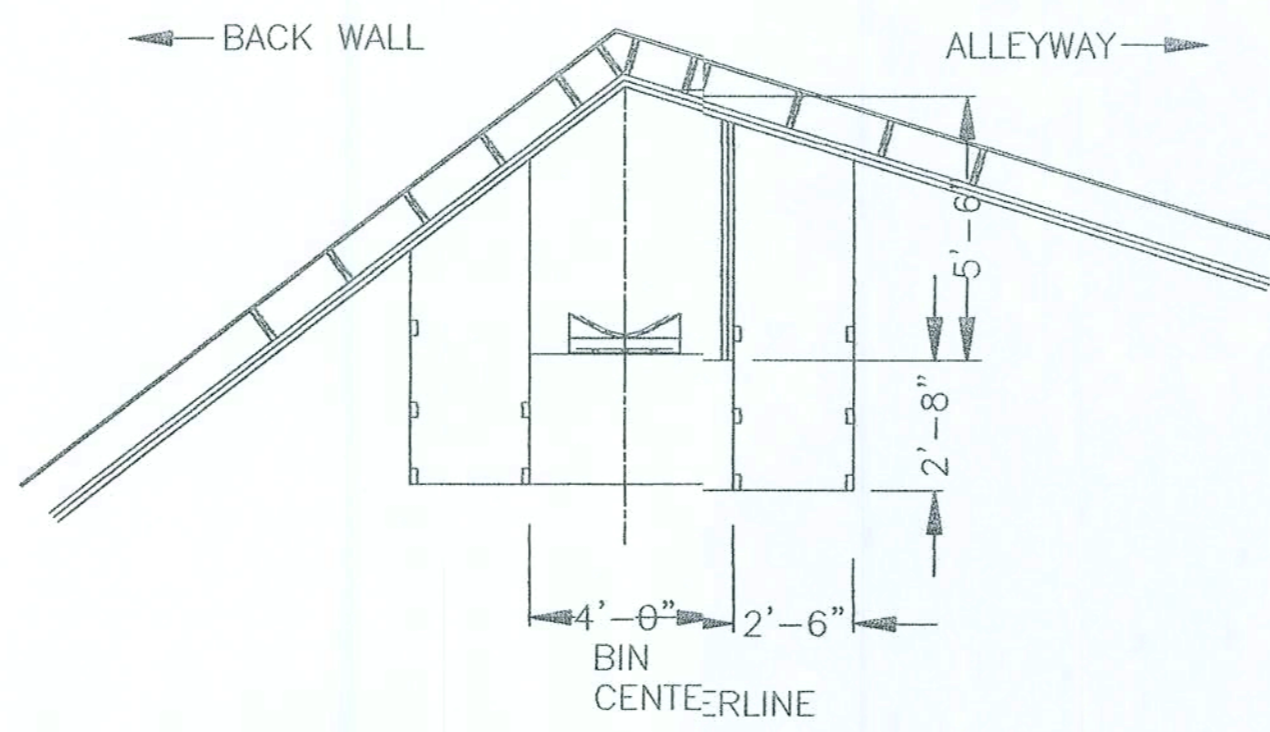 BACK WALL
ALLEYWAY
5'-6"
2'-8"
4'-0"
2'-6"
BIN
CENTERLINE